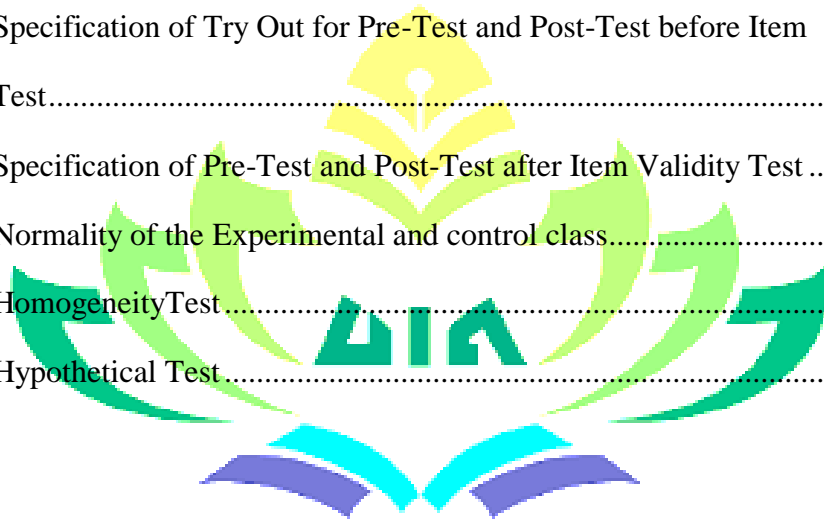 Specification of Try Out for Pre-Test and Post-Test before Item
Test..........................................................................................
Specification of Pre-Test and Post-Test after Item Validity Test ..
Normality of the Experimental and control class...........................
HomogeneityTest..........................................................................
Hypothetical Test ..........................................................................